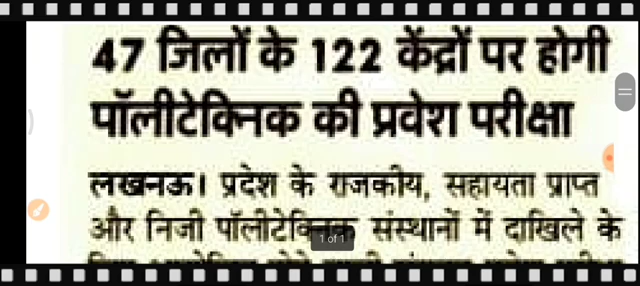 47 जिलों के 122 केंद्रों पर होगी
पॉलीटेक्निक की प्रवेश परीक्षा
लखनऊ। प्रदेश के राजकीय, सहायता प्राप्त
और निजी पॉलीटेक्निक संस्थानों में दाखिले के
1 of 1